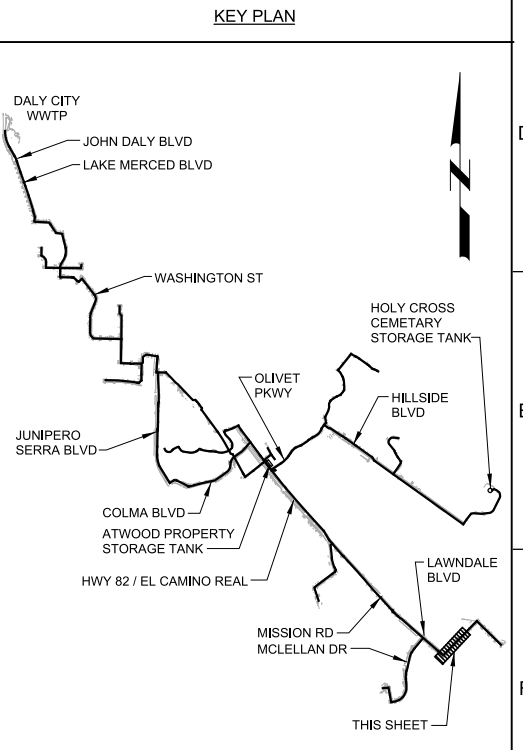 KEY PLAN
DALY CITY
WWTP
JOHN DALY BLVD
LAKE MERCED BLVD
N
WASHINGTON ST
HOLY CROSS
CEMETARY
STORAGE TANK
OLIVET
PKWY
HILLSIDE
BLVD
JUNIPERO
SERRA BLVD
COLMA BLVD
ATWOOD PROPERTY
STORAGE TANK
HWY 82 / EL CAMINO REAL
LAWNDALE
BLVD
MISSION RD
MCLELLAN DR
THIS SHEET